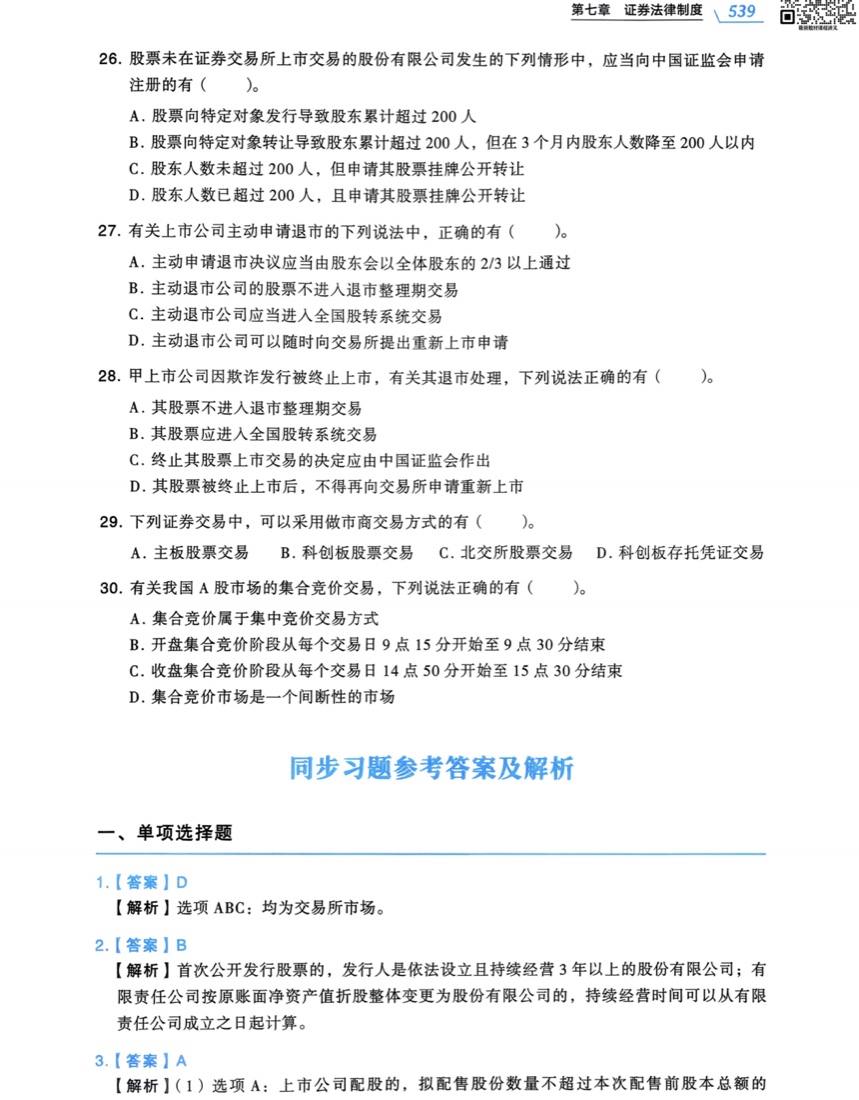 第七章 证券法律制度 539
26. 股票未在证券交易所上市交易的股份有限公司发生的下列情形中，应当向中国证监会申请
注册的有（　　）。
A. 股票向特定对象发行导致股东累计超过 200 人
B. 股票向特定对象转让导致股东累计超过 200 人，但在 3 个月内股东人数降至 200 人以内
C. 股东人数未超过 200 人，但申请其股票挂牌公开转让
D. 股东人数已超过 200 人，且申请其股票挂牌公开转让
27. 有关上市公司主动申请退市的下列说法中，正确的有（　　）。
A. 主动申请退市决议应当由股东会以全体股东的 2/3 以上通过
B. 主动退市公司的股票不进入退市整理期交易
C. 主动退市公司应当进入全国股转系统交易
D. 主动退市公司可以随时向交易所提出重新上市申请
28. 甲上市公司因欺诈发行被终止上市，有关其退市处理，下列说法正确的有（　　）。
A. 其股票不进入退市整理期交易
B. 其股票应进入全国股转系统交易
C. 终止其股票上市交易的决定应由中国证监会作出
D. 其股票被终止上市后，不得再向交易所申请重新上市
29. 下列证券交易中，可以采用做市商交易方式的有（　　）。
A. 主板股票交易 B. 科创板股票交易 C. 北交所股票交易 D. 科创板存托凭证交易
30. 有关我国 A 股市场的集合竞价交易，下列说法正确的有（　　）。
A. 集合竞价属于集中竞价交易方式
B. 开盘集合竞价阶段从每个交易日 9 点 15 分开始至 9 点 30 分结束
C. 收盘集合竞价阶段从每个交易日 14 点 50 分开始至 15 点 30 分结束
D. 集合竞价市场是一个间断性的市场
同步习题参考答案及解析
一、单项选择题
1.【答案】D
【解析】选项 ABC：均为交易所市场。
2.【答案】B
【解析】首次公开发行股票的，发行人是依法设立且持续经营 3 年以上的股份有限公司；有
限责任公司按原账面净资产值折股整体变更为股份有限公司的，持续经营时间可以从有限
责任公司成立之日起计算。
3.【答案】A
【解析】（1）选项 A：上市公司配股的，拟配售股份数量不超过本次配售前股本总额的